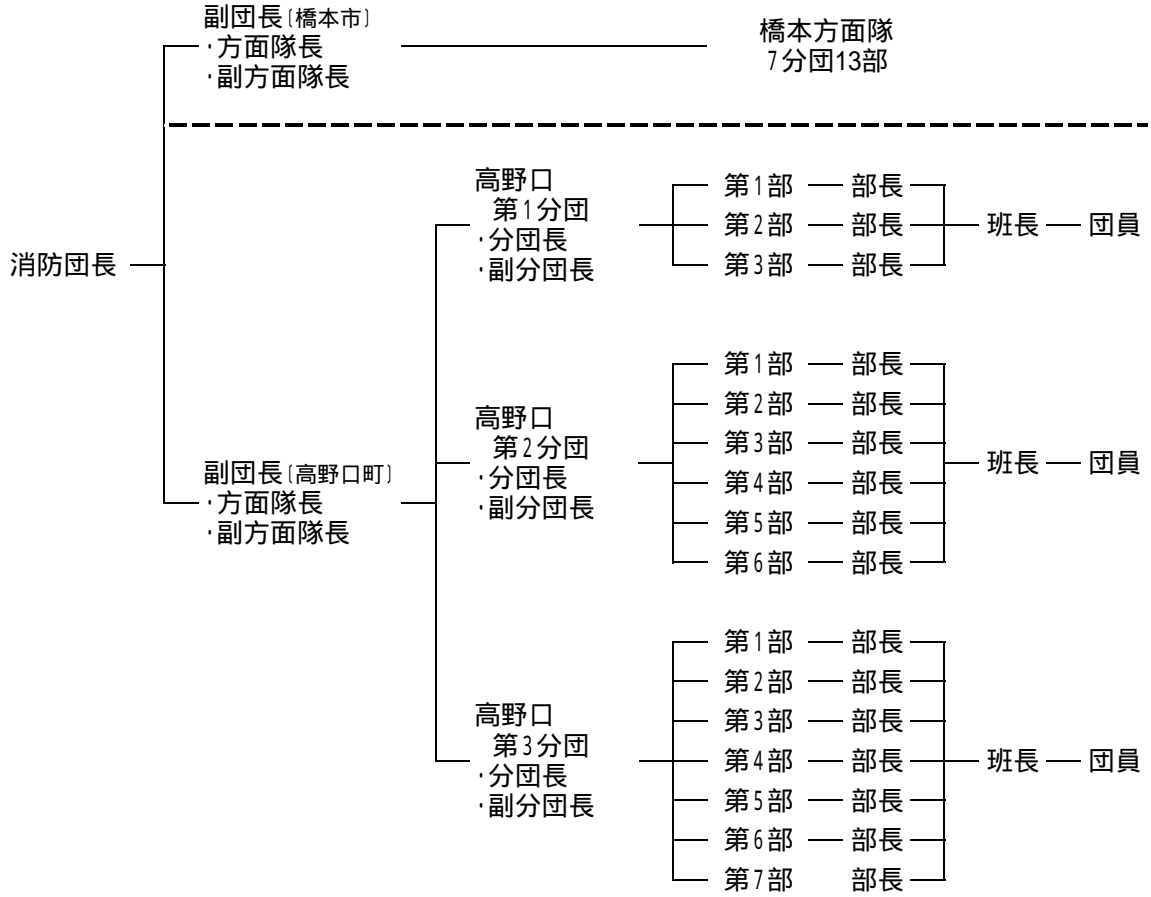 副団長(橋本市)
・方面隊長
・副方面隊長
橋本方面隊
7分団13部
消防団長
副団長(高野口町)
・方面隊長
・副方面隊長
高野口
第1分団
・分団長
・副分団長
第1部 部長
第2部 部長
第3部 部長
班長 団員
高野口
第2分団
・分団長
・副分団長
第1部 部長
第2部 部長
第3部 部長
第4部 部長
第5部 部長
第6部 部長
班長 団員
高野口
第3分団
・分団長
・副分団長
第1部 部長
第2部 部長
第3部 部長
第4部 部長
第5部 部長
第6部 部長
第7部 部長
班長 団員